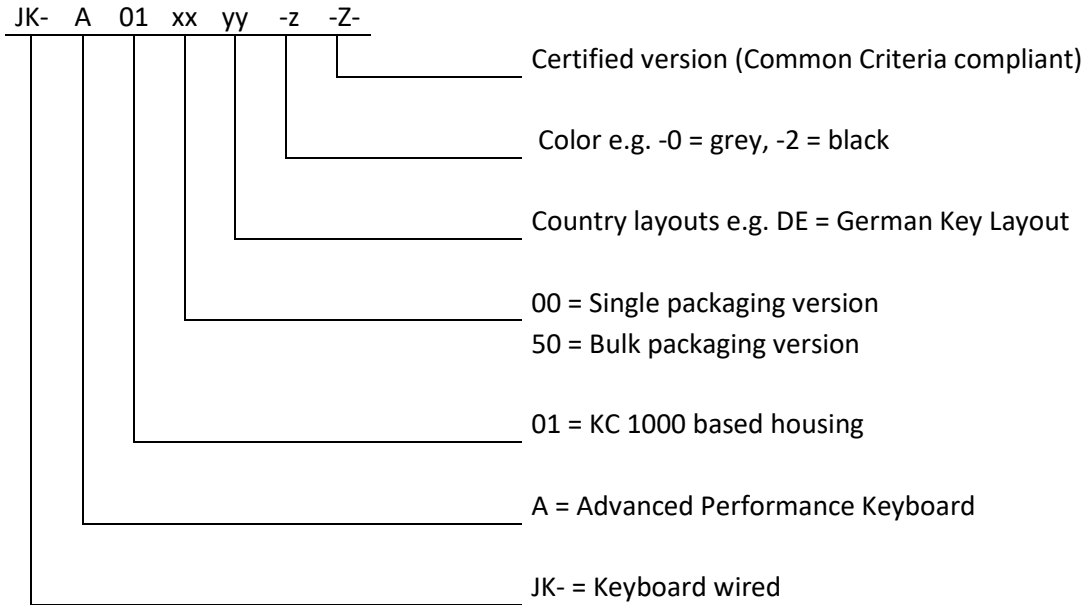 JK- A 01 xx yy -z -Z-
Certified version (Common Criteria compliant)
Color e.g. -0 = grey, -2 = black
Country layouts e.g. DE = German Key Layout
00 = Single packaging version
50 = Bulk packaging version
01 = KC 1000 based housing
A = Advanced Performance Keyboard
JK- = Keyboard wired